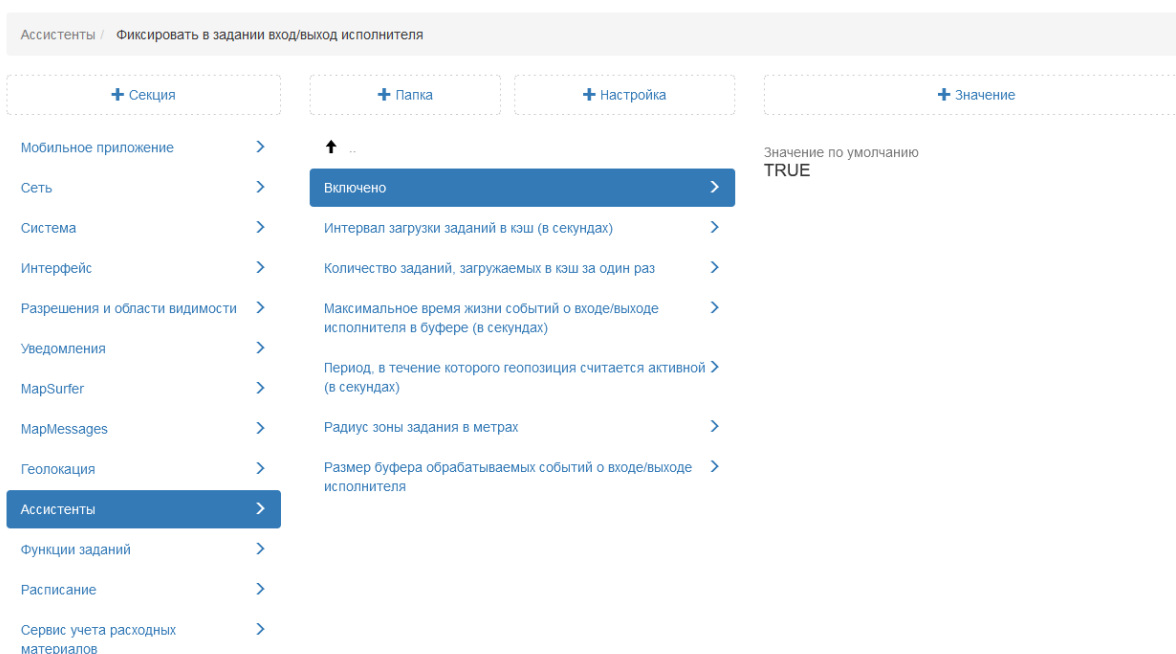 Ассистенты / Фиксировать в задании вход/выход исполнителя
+ Секция
+ Папка
+ Настройка
+ Значение
Мобильное приложение
Сеть
Система
Интерфейс
Разрешения и области видимости
Уведомления
MapSurfer
MapMessages
Геолокация
Ассистенты
Функции заданий
Расписание
Сервис учета расходных
материалов
..
Включено
Интервал загрузки заданий в кэш (в секундах)
Количество заданий, загружаемых в кэш за один раз
Максимальное время жизни событий о входе/выходе
исполнителя в буфере (в секундах)
Период, в течение которого геопозиция считается активной
(в секундах)
Радиус зоны задания в метрах
Размер буфера обрабатываемых событий о входе/выходе
исполнителя
Значение по умолчанию
TRUE